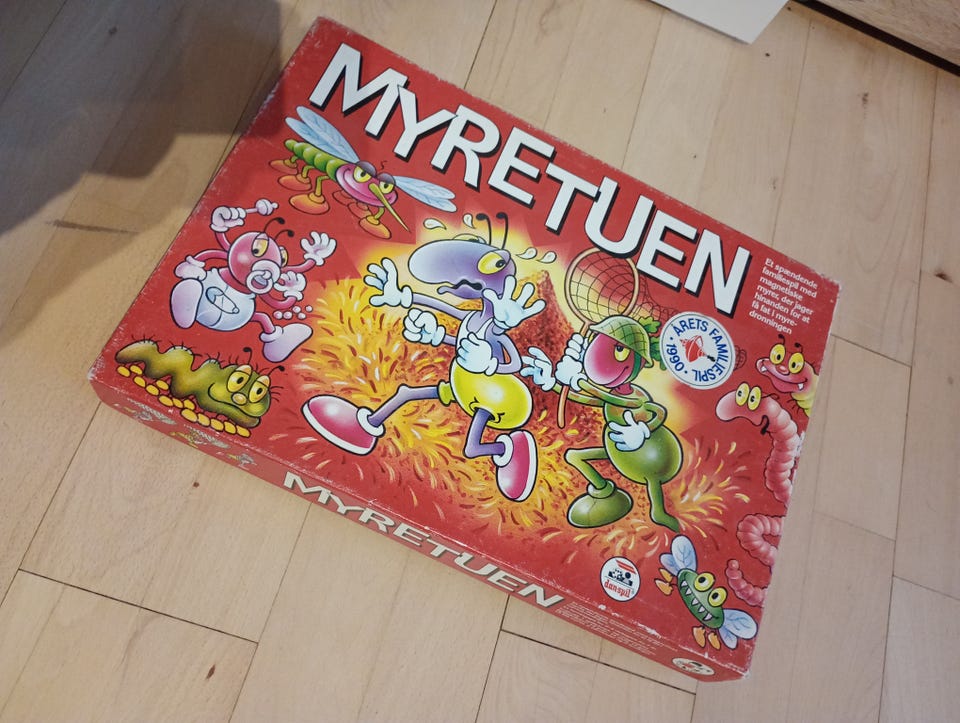 MYRETUEN
Et spændende
familiespil med
magnetiske
myrer, der jager
hinanden for at
få fat i myre-
dronningen
ÅRETS FAMILIESPIL • 1990 •
danspil
MYRETUEN